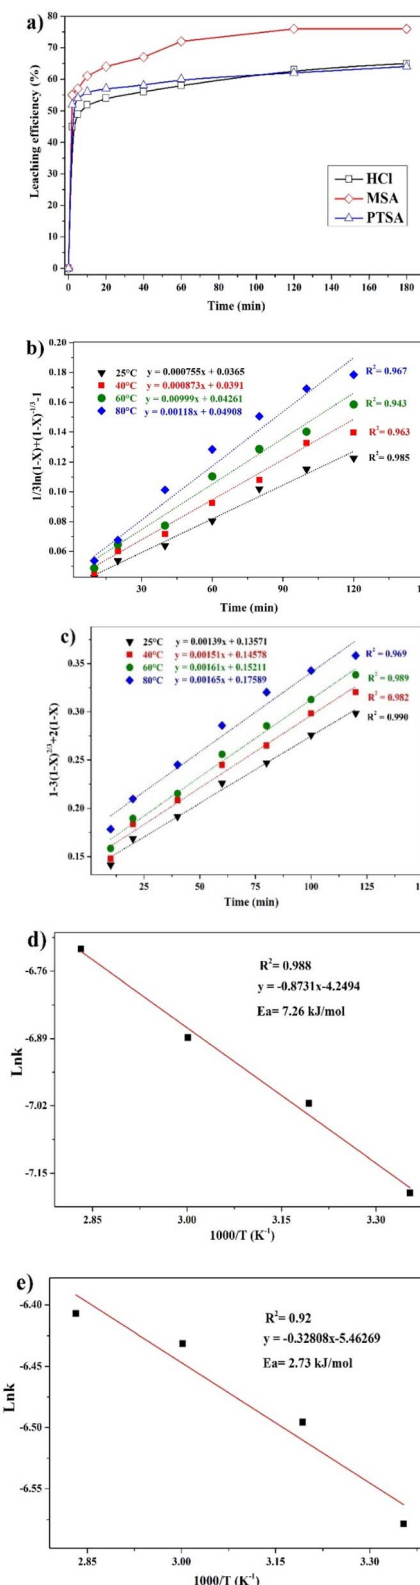 a)
80
70
60
50
40
30
20
10
0
Leaching efficiency (%)
HCl
MSA
PTSA
0 20 40 60 80 100 120 140 160 180
Time (min)
b)
0.20
0.18
0.16
0.14
0.12
0.10
0.08
0.06
1/3ln(1-X)+(1-X)^-1/3-1
25°C y = 0.000755x + 0.0365
40°C y = 0.000873x + 0.0391
60°C y = 0.00999x + 0.04261
80°C y = 0.00118x + 0.04908
R²= 0.967
R²= 0.943
R²= 0.963
R²= 0.985
30 60 90 120
Time (min)
c)
0.35
0.30
0.25
0.20
0.15
1-3(1-X)^2/3+2(1-X)
25°C y = 0.00139x + 0.13571
40°C y = 0.00151x + 0.14578
60°C y = 0.00161x + 0.15211
80°C y = 0.00165x + 0.17589
R²= 0.969
R²= 0.989
R²= 0.982
R²= 0.990
25 50 75 100 125
Time (min)
d)
-6.76
-6.89
-7.02
-7.15
Lnk
R²= 0.988
y = -0.8731x-4.2494
Ea= 7.26 kJ/mol
2.85 3.00 3.15 3.30
1000/T (K⁻¹)
e)
-6.40
-6.45
-6.50
-6.55
Lnk
R²= 0.92
y = -0.32808x-5.46269
Ea= 2.73 kJ/mol
2.85 3.00 3.15 3.30
1000/T (K⁻¹)